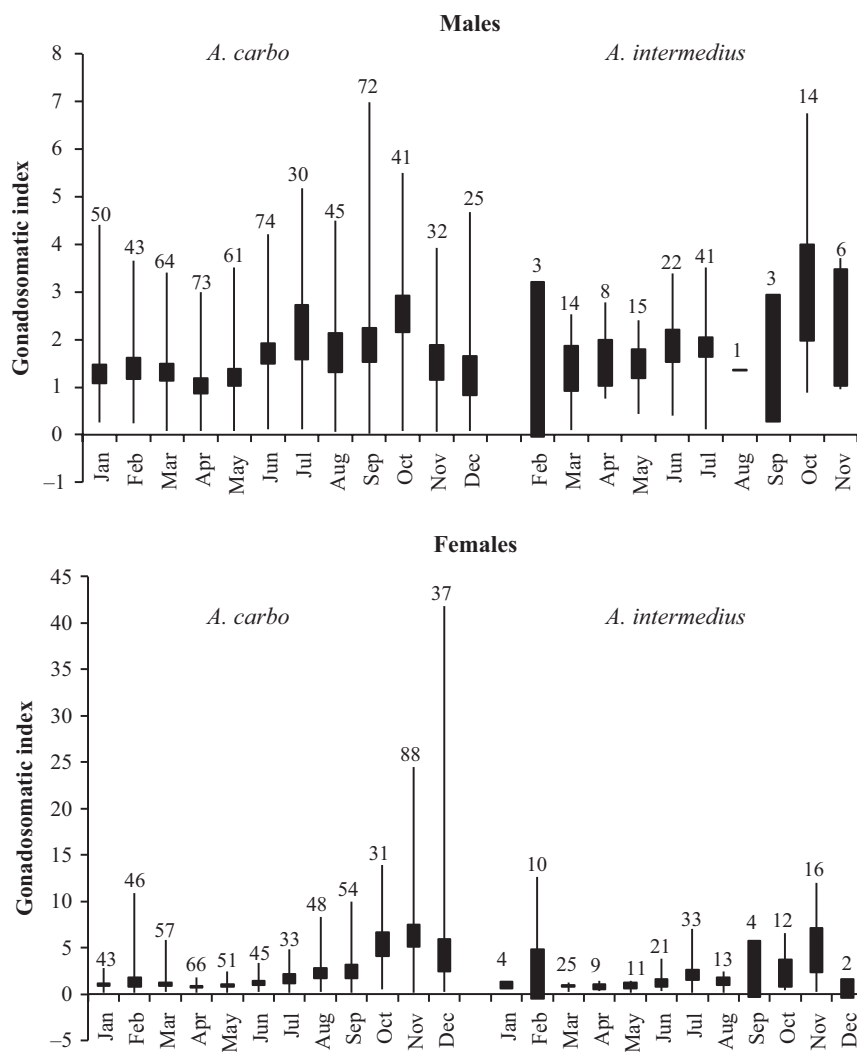 Males
A. carbo A. intermedius
Gonadosomatic index
8
7
6
5
4
3
2
1
0
–1
50 43 64 73 61 74 30 45 72 41 32 25 3 14 8 15 22 41 1 3 14 6
Jan Feb Mar Apr May Jun Jul Aug Sep Oct Nov Dec Feb Mar Apr May Jun Jul Aug Sep Oct Nov
Females
A. carbo A. intermedius
Gonadosomatic index
45
40
35
30
25
20
15
10
5
0
–5
43 46 57 66 51 45 33 48 54 31 88 37 4 10 25 9 11 21 33 13 4 12 16 2
Jan Feb Mar Apr May Jun Jul Aug Sep Oct Nov Dec Jan Feb Mar Apr May Jun Jul Aug Sep Oct Nov Dec